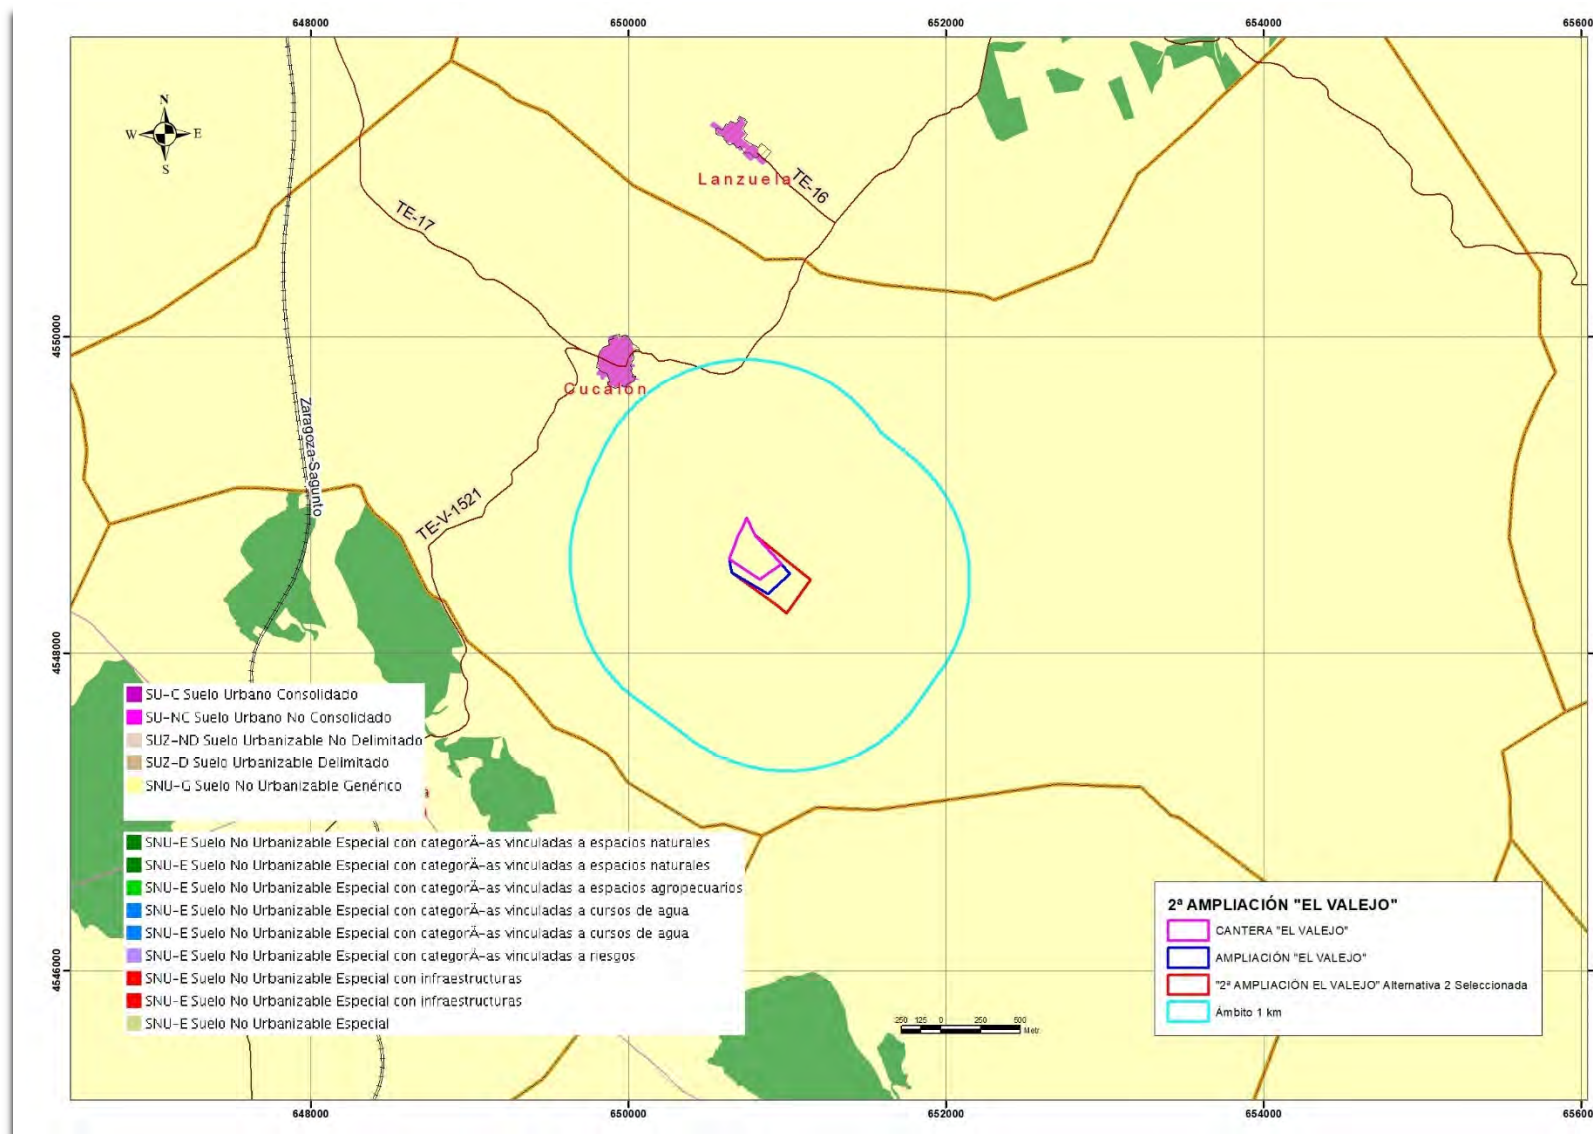 648000 650000 652000 654000 65600
N
W E
S
Lanzuela
TE-16
TE-17
4550000
Cucalón
Zaragoza-Sagunto
TE-V-1521
4548000
SU-C Suelo Urbano Consolidado
SU-NC Suelo Urbano No Consolidado
SUZ-ND Suelo Urbanizable No Delimitado
SUZ-D Suelo Urbanizable Delimitado
SNU-G Suelo No Urbanizable Genérico
a
SNU-E Suelo No Urbanizable Especial con categorÃ-as vinculadas a espacios naturales
SNU-E Suelo No Urbanizable Especial con categorÃ-as vinculadas a espacios naturales
SNU-E Suelo No Urbanizable Especial con categorÃ-as vinculadas a espacios agropecuarios
SNU-E Suelo No Urbanizable Especial con categorÃ-as vinculadas a cursos de agua
SNU-E Suelo No Urbanizable Especial con categorÃ-as vinculadas a cursos de agua
SNU-E Suelo No Urbanizable Especial con categorÃ-as vinculadas a riesgos
SNU-E Suelo No Urbanizable Especial con infraestructuras
SNU-E Suelo No Urbanizable Especial con infraestructuras
SNU-E Suelo No Urbanizable Especial
2ª AMPLIACIÓN "EL VALEJO"
CANTERA "EL VALEJO"
AMPLIACIÓN "EL VALEJO"
"2ª AMPLIACIÓN EL VALEJO" Alternativa 2 Seleccionada
Ámbito 1 km
4546000
250 125 0 250 500
Metr
648000 650000 652000 654000 65600